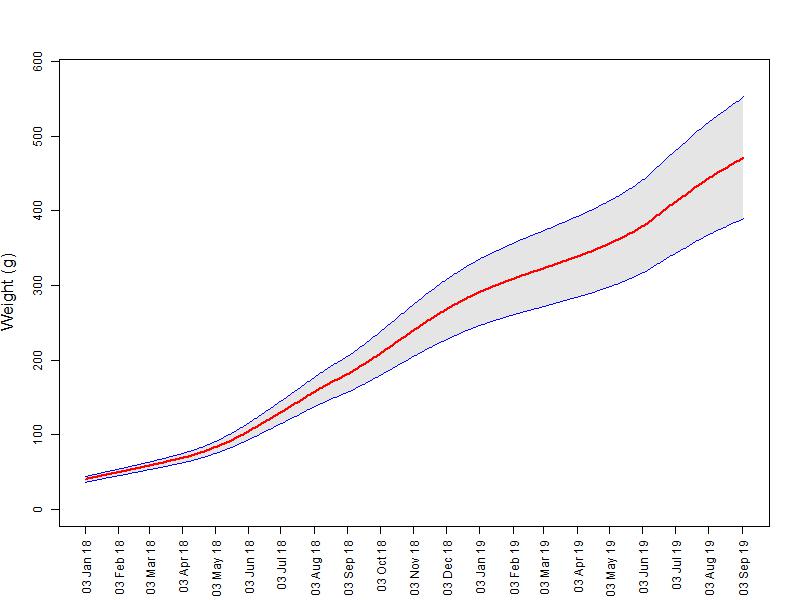 600
500
400
300
200
100
0
Weight (g)
03 Jan 18
03 Feb 18
03 Mar 18
03 Apr 18
03 May 18
03 Jun 18
03 Jul 18
03 Aug 18
03 Sep 18
03 Oct 18
03 Nov 18
03 Dec 18
03 Jan 19
03 Feb 19
03 Mar 19
03 Apr 19
03 May 19
03 Jun 19
03 Jul 19
03 Aug 19
03 Sep 19